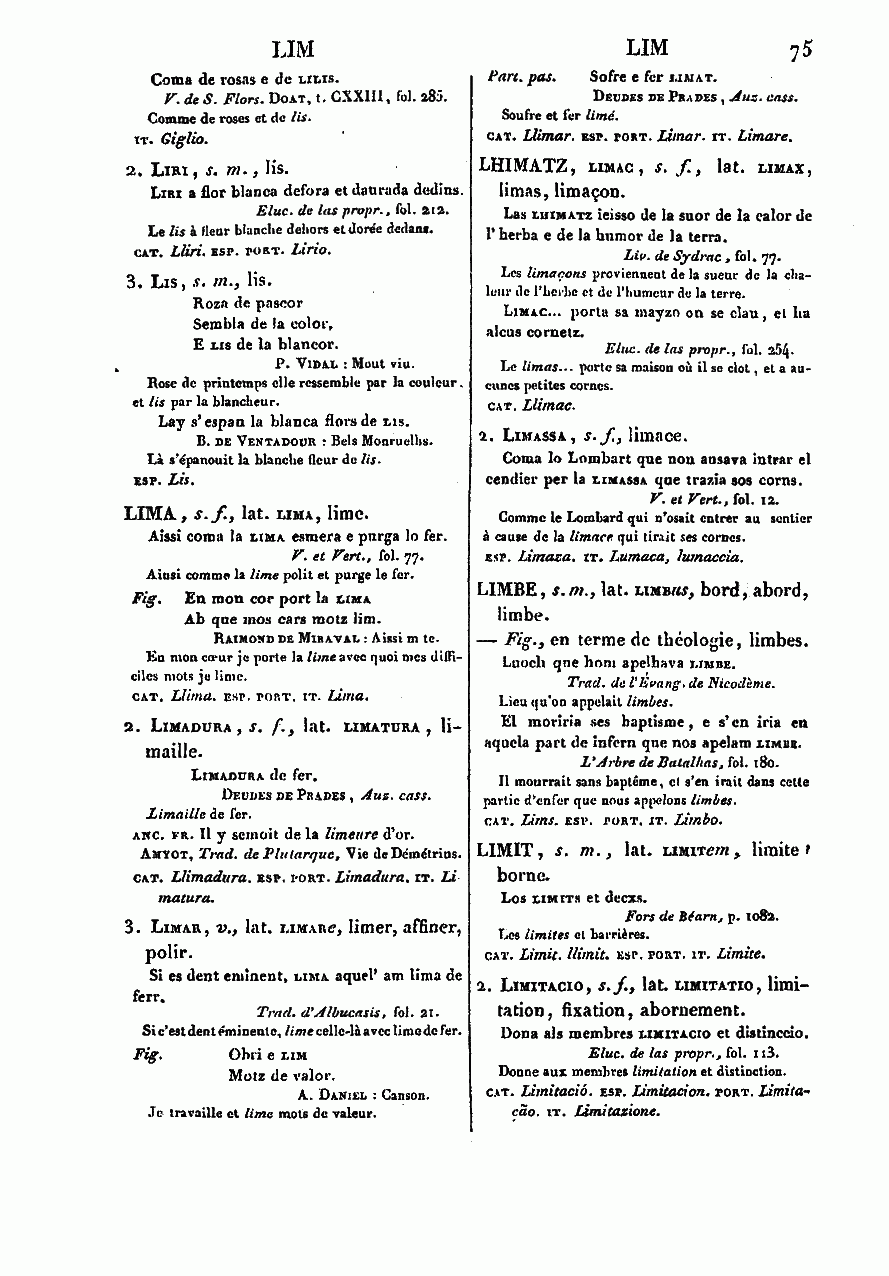 LIM
LIM 75
Coma de rosas e de LILIS.
V. de S. Flors. DOAT, t. CXXIII, fol. 285.
Comme de roses et de lis.
IT. Giglio.
2. LIRI, s. m., lis.
LIRI a flor blanca defora et daurada dedins.
Eluc. de las propr., fol. 212.
Le lis à fleur blanche dehors et dorée dedans.
CAT. Lliri. ESP. PORT. Lirio.
3. LIS, s. m., lis.
Roza de pascor
Sembla de la color,
E LIS de la blancor.
P. VIDAL : Mout viu.
Rose de printemps elle ressemble par la couleur,
et lis par la blancheur.
Lay s'espan la blanca flors de LIS.
B. DE VENTADOUR : Bels Monruelhs.
Là s'épanouit la blanche fleur de lis.
ESP. Lis.
LIMA, s. f., lat. LIMA, lime.
Aissi coma la LIMA esmera e purga lo fer.
V. et Vert., fol. 77.
Ainsi comme la lime polit et purge le fer.
Fig. En mon cor port la LIMA
Ab que mos cars motz lim.
RAIMOND DE MIRAVAL : Aissi m te.
En mon cœur je porte la lime avec quoi mes diffi-
ciles mots je lime.
CAT. Llima. ESP. PORT. IT. Lima.
2. LIMADURA, s. f., lat. LIMATURA, li-
maille.
LIMADURA de fer.
DEUDES DE PRADES, Aus. cass.
Limaille de fer.
ANC. FR. Il y semoit de la limeure d'or.
AMYOT, Trad. de Plutarque, Vie de Démétrius.
CAT. Llimadura. ESP. PORT. Limadura. IT. Li-
matura.
3. LIMAR, v., lat. LIMARe, limer, affiner,
polir.
Si es dent eminent, LIMA aquel' am lima de
ferr.
Trad. d'Albucasis, fol. 21.
Si c'est dent éminente, lime celle-là avec lime de fer.
Fig. Obri e LIM
Motz de valor.
A. DANIEL : Canson.
Je travaille et lime mots de valeur.
Part. pas. Sofre e fer LIMAT.
DEUDES DE PRADES, Auz. cass.
Soufre et fer limé.
CAT. Llimar. ESP. PORT. Limar. IT. Limare.
LHIMATZ, LIMAC, s. f., lat. LIMAX,
limas, limaçon.
Las LHIMATZ ieisso de la suor de la calor de
l'herba e de la humor de la terra.
Liv. de Sydrac, fol. 77.
Les limaçons proviennent de la sueur de la cha-
leur de l'herbe et de l'humeur de la terre.
LIMAC... porta sa mayzo on se clau, et ha
alcus cornetz.
Eluc. de las propr., fol. 254.
Le limas... porte sa maison où il se clot, et a au-
cunes petites cornes.
CAT. Llimac.
2. LIMASSA, s. f., limace.
Coma lo Lombart que non ausava intrar el
cendier per la LIMASSA que trazia sos corns.
V. et Vert., fol. 12.
Comme le Lombard qui n'osait entrer au sentier
à cause de la limace qui tirait ses cornes.
ESP. Limaza. IT. Lumaca, lumaccia.
LIMBE, s. m., lat. LIMBus, bord, abord,
limbe.
— Fig., en terme de théologie, limbes.
Luoch que hom apelhava LIMBE.
Trad. de l'Évang. de Nicodème.
Lieu qu'on appelait limbes.
El moriria ses baptisme, e s'en iria en
aquela part de infern que nos apelam LIMBE.
L'Arbre de Batalhas, fol. 180.
Il mourrait sans baptême, et s'en irait dans cette
partie d'enfer que nous appelons limbes.
CAT. Lims. ESP. PORT. IT. Limbo.
LIMIT, s. m., lat. LIMITem, limite,
borne.
Los LIMITS et decxs.
Fors de Béarn, p. 1082.
Les limites et barrières.
CAT. Limit. llimit. ESP. PORT. IT. Limite.
2. LIMITACIO, s. f., lat. LIMITATIO, limi-
tation, fixation, abornement.
Dona als membres LIMITACIO et distinccio.
Eluc. de las propr., fol. 113.
Donne aux membres limitation et distinction.
CAT. Limitació. ESP. Limitacion. PORT. Limita-
ção. IT. Limitazione.